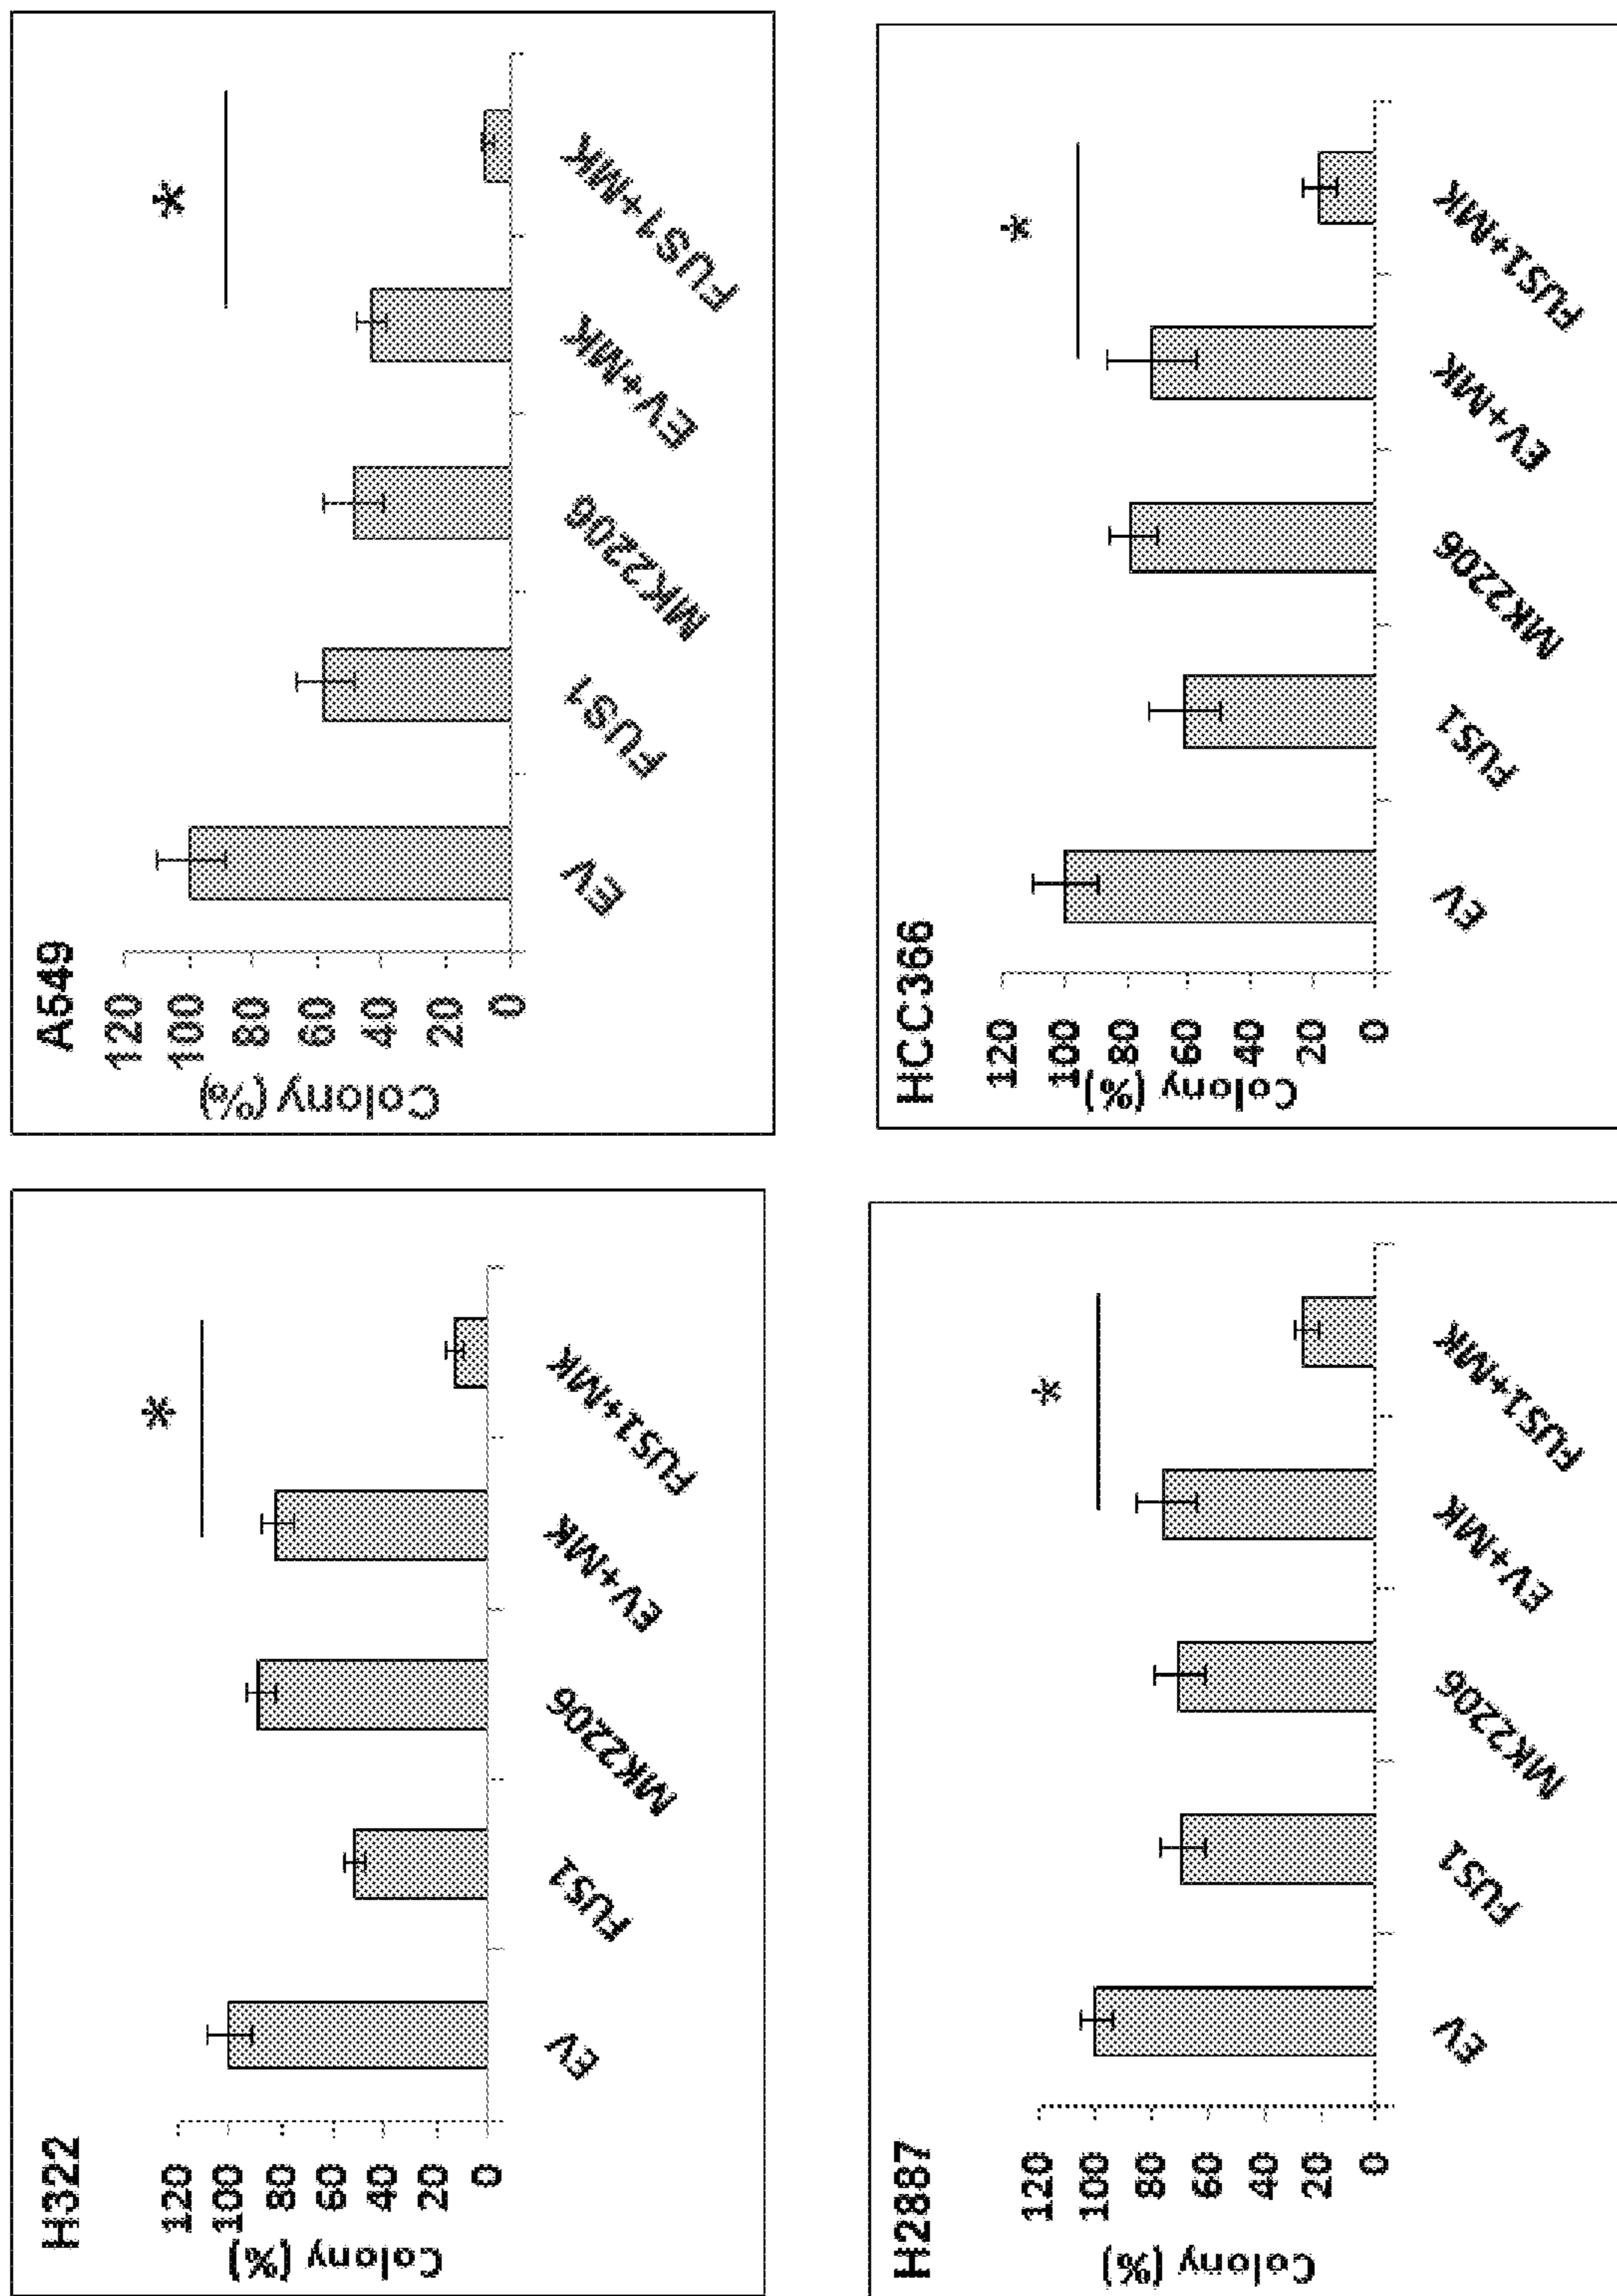 H322
Colony (%)
120
100
80
60
40
20
0
*
EV
FUS1
MK2206
EV+MK
FUS1+MK
A549
Colony (%)
120
100
80
60
40
20
0
*
EV
FUS1
MK2206
EV+MK
FUS1+MK
H2887
Colony (%)
120
100
80
60
40
20
0
*
EV
FUS1
MK2206
EV+MK
FUS1+MK
HCC366
Colony (%)
120
100
80
60
40
20
0
*
EV
FUS1
MK2206
EV+MK
FUS1+MK